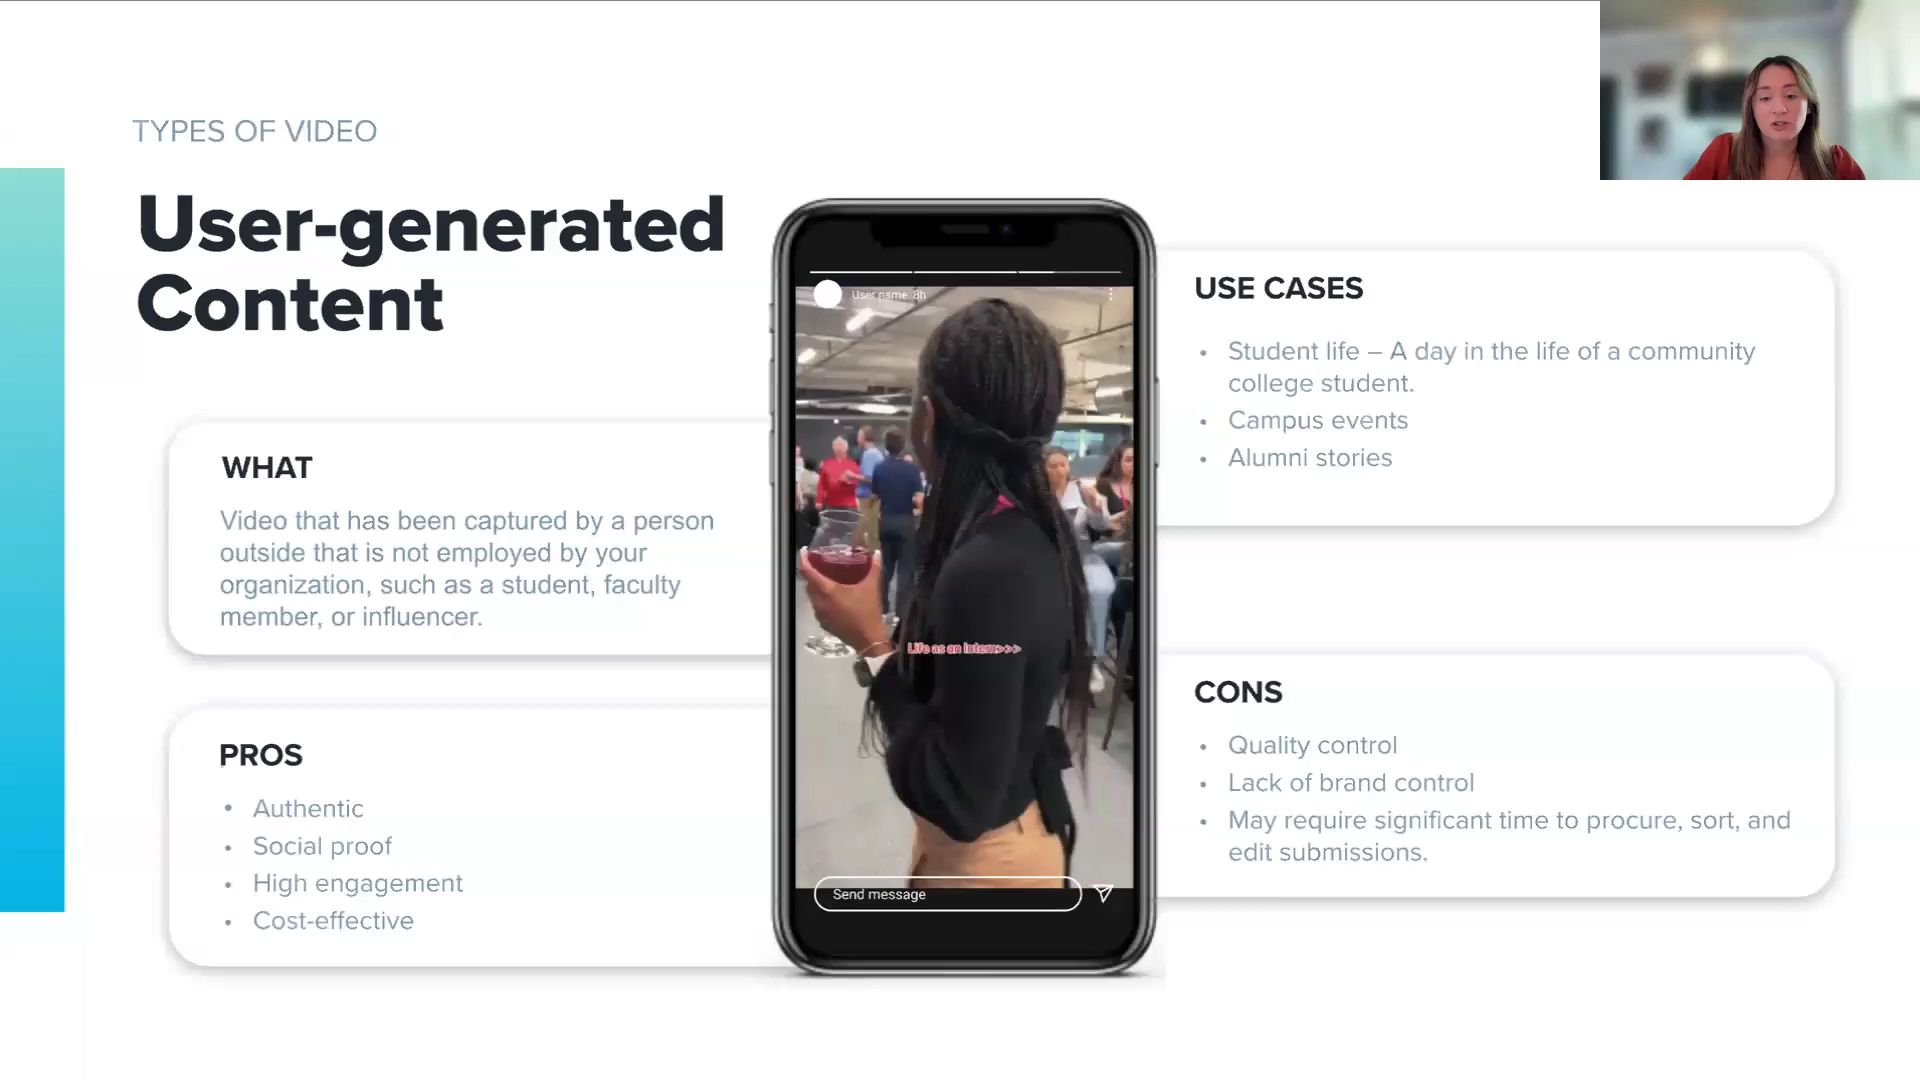 TYPES OF VIDEO
User-generated
Content
WHAT
Video that has been captured by a person
outside that is not employed by your
organization, such as a student, faculty
member, or influencer.
PROS
• Authentic
• Social proof
• High engagement
• Cost-effective
User name 8h
Life as an intern>>>
Send message
USE CASES
• Student life – A day in the life of a community
college student.
• Campus events
• Alumni stories
CONS
• Quality control
• Lack of brand control
• May require significant time to procure, sort, and
edit submissions.